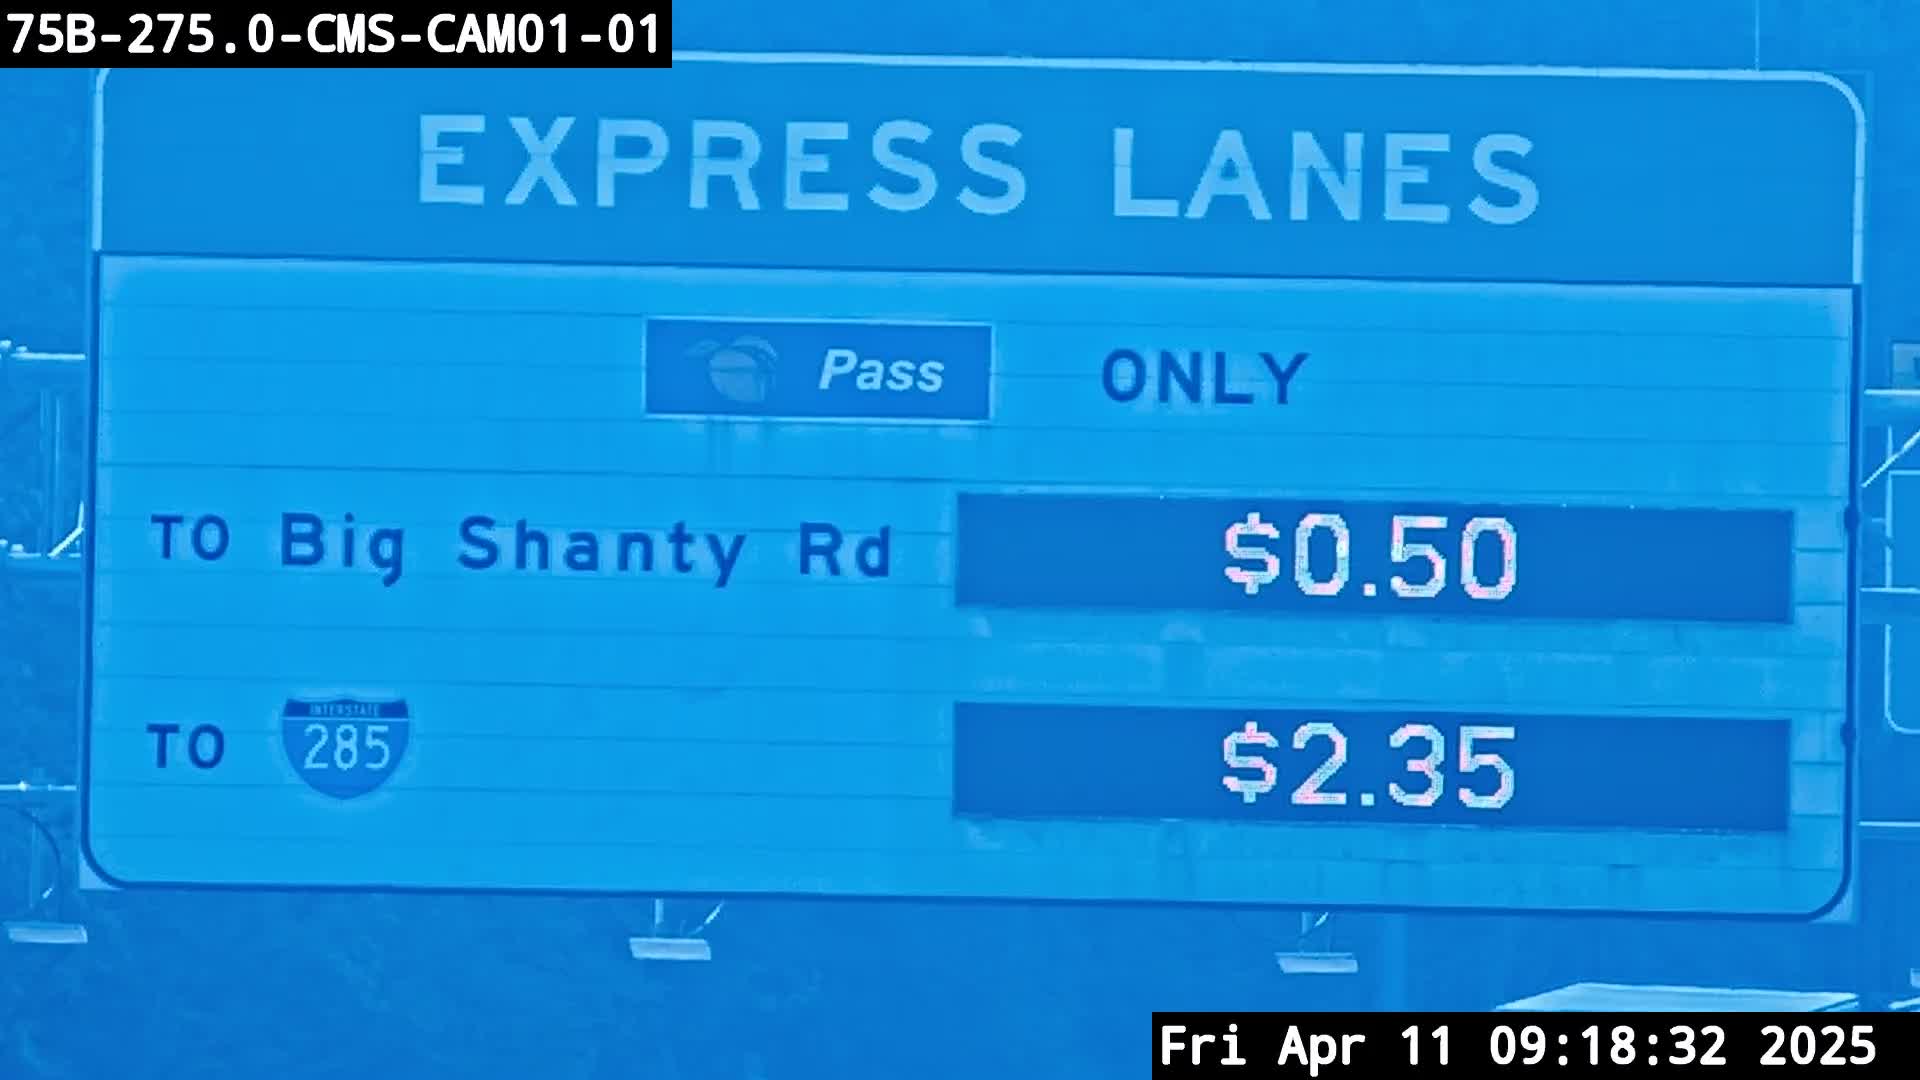 75B-275.0-CMS-CAM01-01
EXPRESS LANES
Pass ONLY
TO Big Shanty Rd $0.50
TO INTERSTATE 285 $2.35
Fri Apr 11 09:18:32 2025